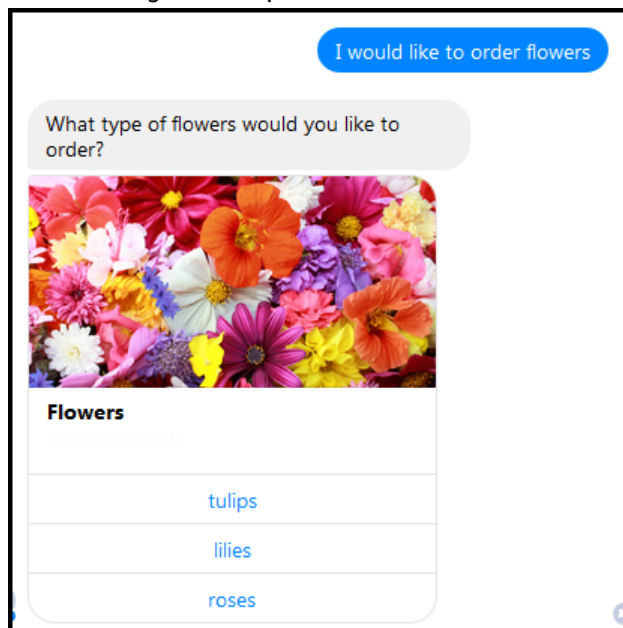 I would like to order flowers
What type of flowers would you like to
order?
Flowers
tulips
lilies
roses